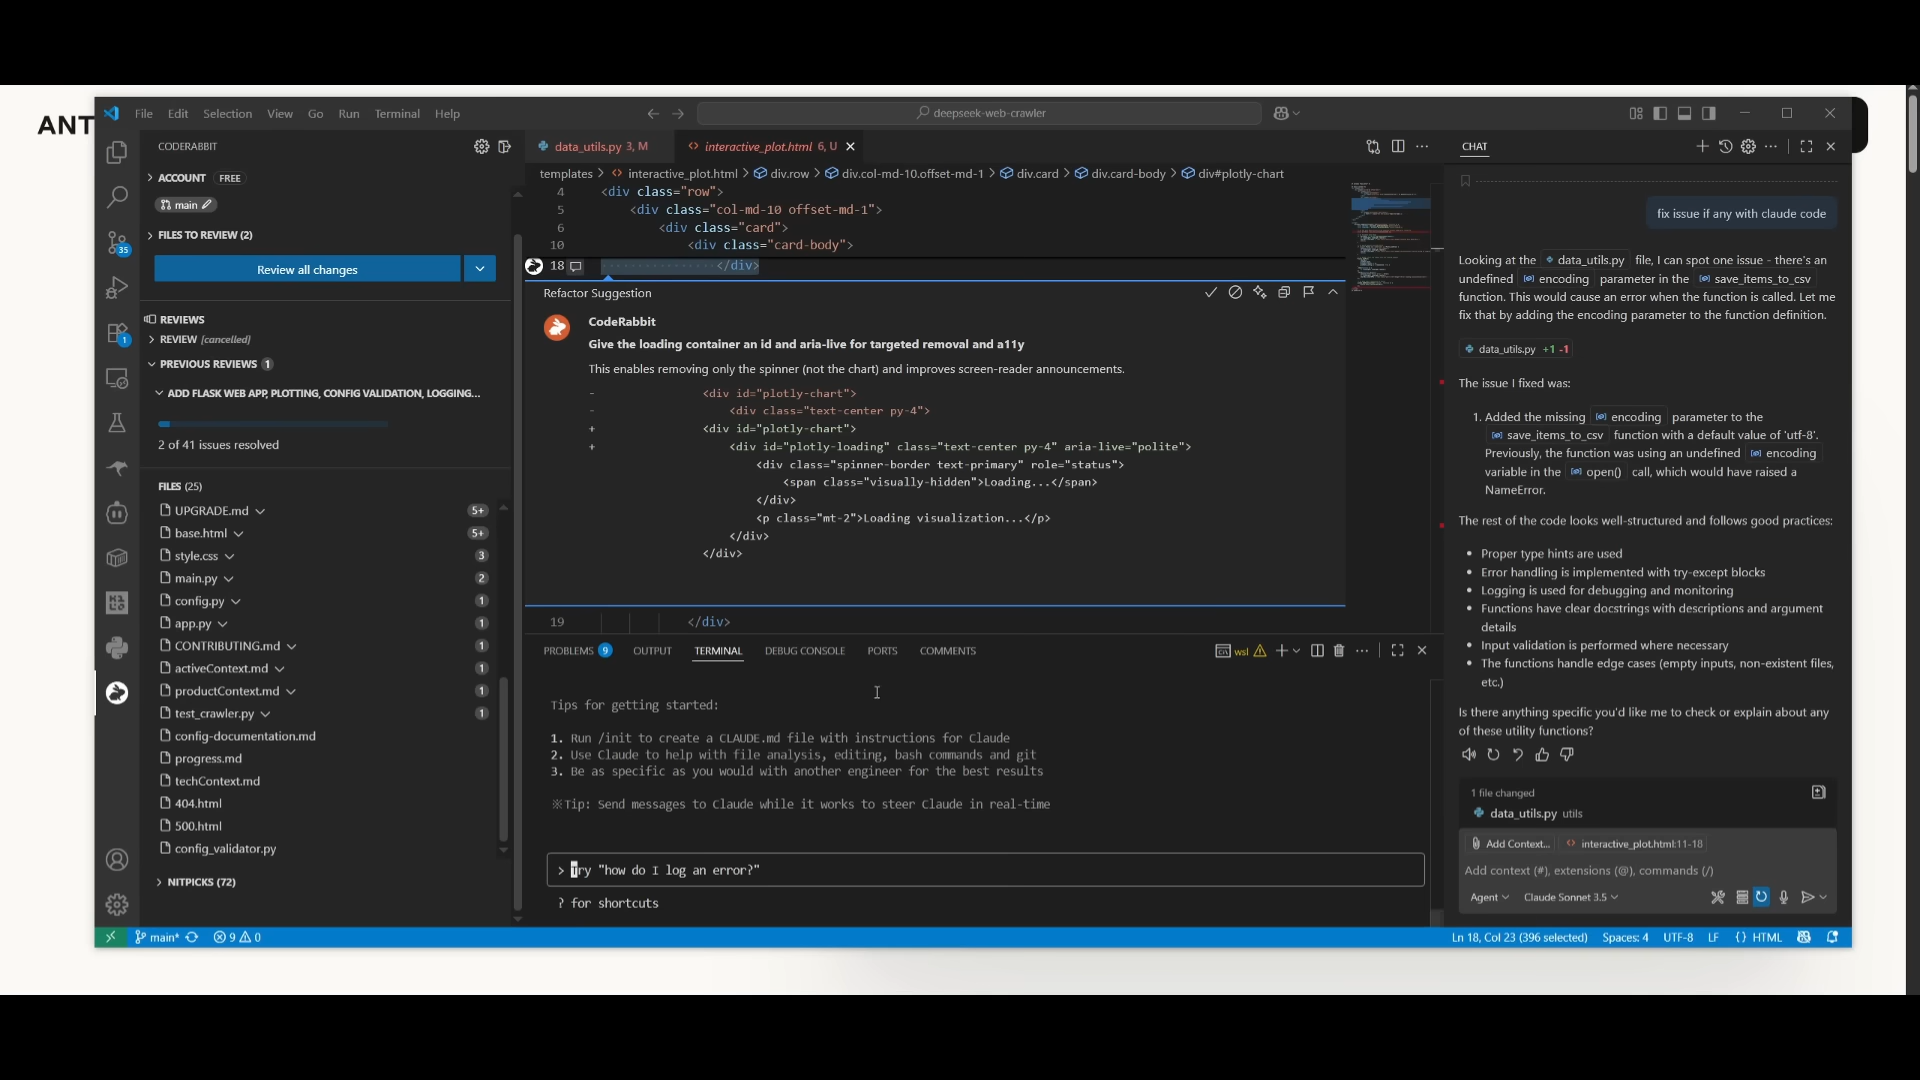 ANT
File Edit Selection View Go Run Terminal Help
deepseek-web-crawler
CODERABBIT
ACCOUNT FREE
main
FILES TO REVIEW (2)
Review all changes
REVIEWS
REVIEW [cancelled]
PREVIOUS REVIEWS 1
ADD FLASK WEB APP, PLOTTING, CONFIG VALIDATION, LOGGING...
2 of 41 issues resolved
FILES (25)
UPGRADE.md 5+
base.html 5+
style.css 3
main.py 2
config.py 1
app.py 1
CONTRIBUTING.md 1
activeContext.md 1
productContext.md 1
test_crawler.py 1
config-documentation.md
progress.md
techContext.md
404.html
500.html
config_validator.py
NITPICKS (72)
35
1
data_utils.py 3, M
interactive_plot.html 6, U
templates > interactive_plot.html > div.row > div.col-md-10.offset-md-1 > div.card > div.card-body > div#plotly-chart
4 <div class="row">
5 <div class="col-md-10 offset-md-1">
6 <div class="card">
10 <div class="card-body">
18 </div>
Refactor Suggestion
CodeRabbit
Give the loading container an id and aria-live for targeted removal and a11y
This enables removing only the spinner (not the chart) and improves screen-reader announcements.
- <div id="plotly-chart">
- <div class="text-center py-4">
+ <div id="plotly-chart">
+ <div id="plotly-loading" class="text-center py-4" aria-live="polite">
<div class="spinner-border text-primary" role="status">
<span class="visually-hidden">Loading...</span>
</div>
<p class="mt-2">Loading visualization...</p>
</div>
</div>
19 </div>
PROBLEMS 9 OUTPUT TERMINAL DEBUG CONSOLE PORTS COMMENTS
wsl
Tips for getting started:
1. Run /init to create a CLAUDE.md file with instructions for Claude
2. Use Claude to help with file analysis, editing, bash commands and git
3. Be as specific as you would with another engineer for the best results
※Tip: Send messages to Claude while it works to steer Claude in real-time
> Try "how do I log an error?"
? for shortcuts
CHAT
fix issue if any with claude code
Looking at the data_utils.py file, I can spot one issue - there's an
undefined encoding parameter in the save_items_to_csv
function. This would cause an error when the function is called. Let me
fix that by adding the encoding parameter to the function definition.
data_utils.py +1 -1
The issue I fixed was:
1. Added the missing encoding parameter to the
save_items_to_csv function with a default value of 'utf-8'.
Previously, the function was using an undefined encoding
variable in the open() call, which would have raised a
NameError.
The rest of the code looks well-structured and follows good practices:
• Proper type hints are used
• Error handling is implemented with try-except blocks
• Logging is used for debugging and monitoring
• Functions have clear docstrings with descriptions and argument
details
• Input validation is performed where necessary
• The functions handle edge cases (empty inputs, non-existent files,
etc.)
Is there anything specific you'd like me to check or explain about any
of these utility functions?
1 file changed
data_utils.py utils
Add Context... interactive_plot.html:11-18
Add context (#), extensions (@), commands (/)
Agent Claude Sonnet 3.5
main* 9 0
Ln 18, Col 23 (396 selected) Spaces: 4 UTF-8 LF {} HTML